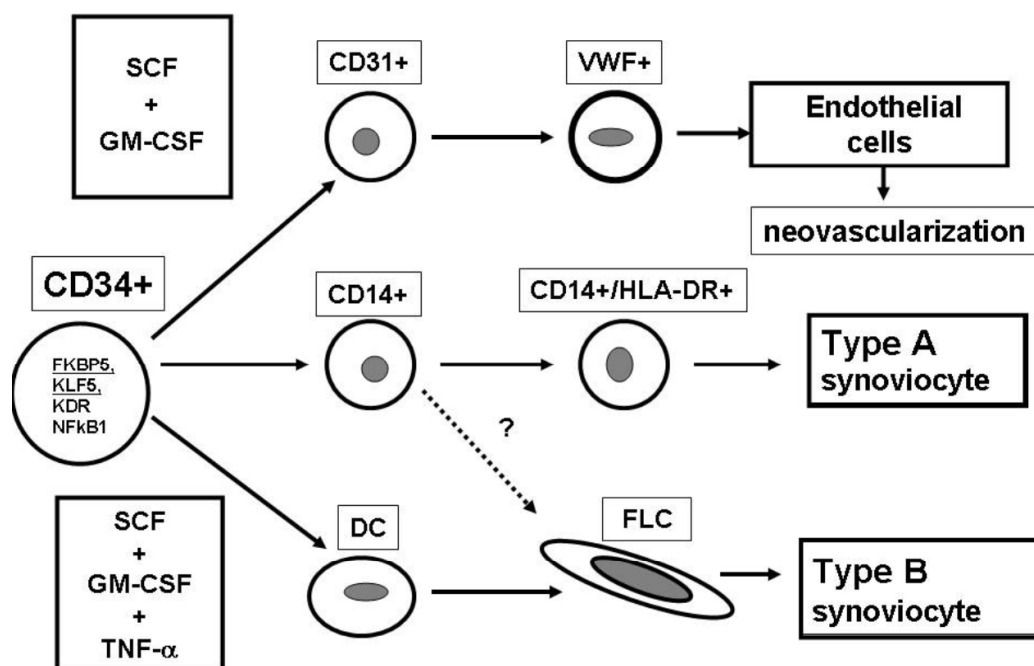 SCF
+
GM-CSF
CD31+
VWF+
Endothelial
cells
neovascularization
CD34+
FKBP5,
KLF5,
KDR
NFkB1
CD14+
CD14+/HLA-DR+
Type A
synoviocyte
?
SCF
+
GM-CSF
+
TNF-α
DC
FLC
Type B
synoviocyte